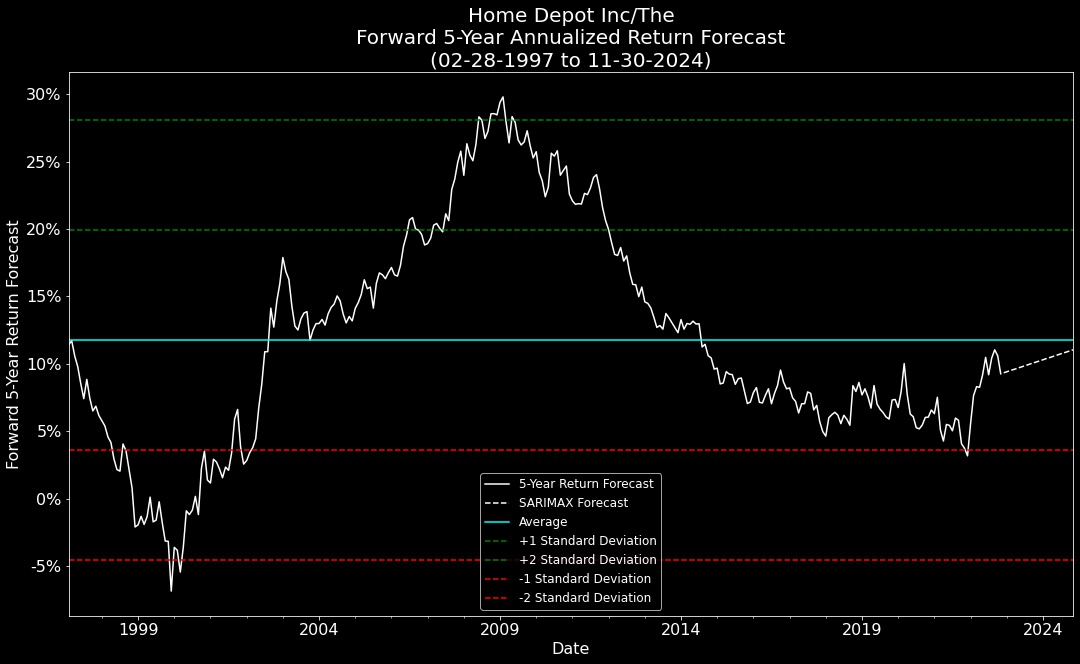 Home Depot Inc/The
Forward 5-Year Annualized Return Forecast
(02-28-1997 to 11-30-2024)
Forward 5-Year Return Forecast
30%
25%
20%
15%
10%
5%
0%
-5%
5-Year Return Forecast
SARIMAX Forecast
Average
+1 Standard Deviation
+2 Standard Deviation
-1 Standard Deviation
-2 Standard Deviation
1999
2004
2009
2014
2019
2024
Date